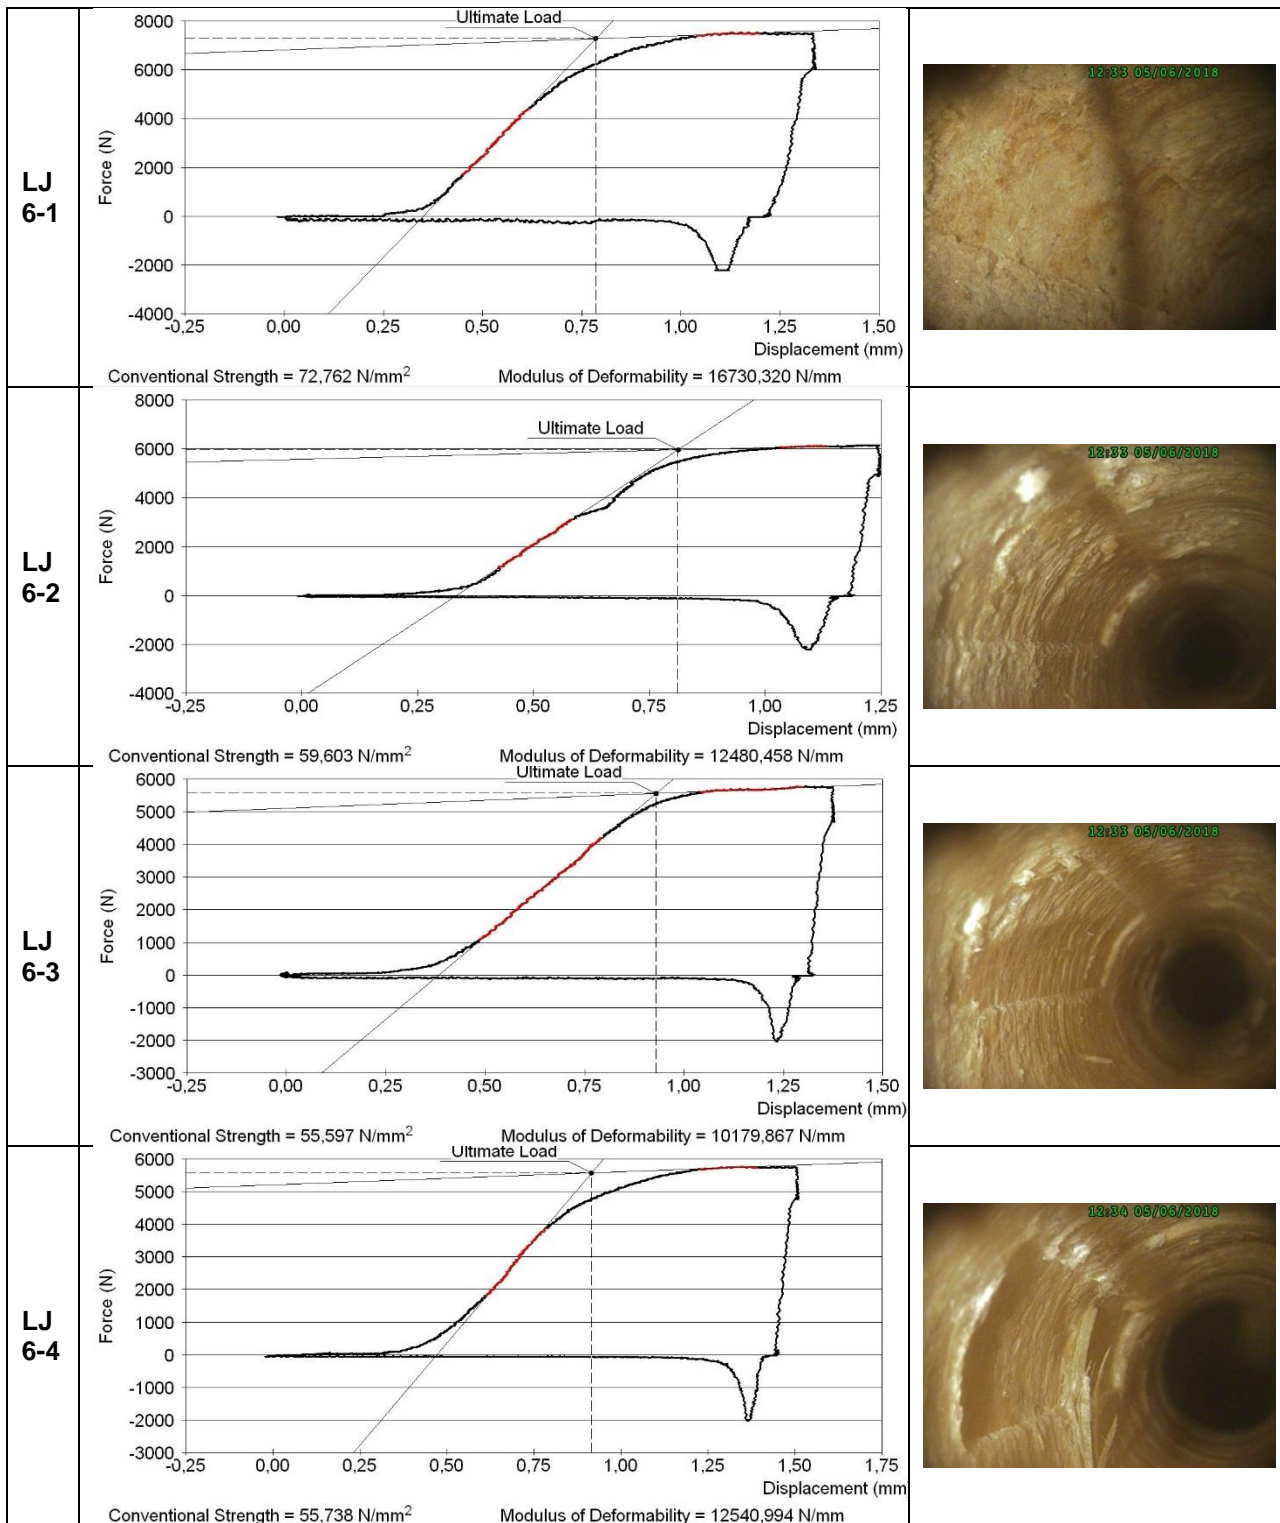 LJ
6-1
Ultimate Load
8000
6000
4000
2000
0
-2000
-4000
Force (N)
-0,25 0,00 0,25 0,50 0,75 1,00 1,25 1,50
Displacement (mm)
Conventional Strength = 72,762 N/mm² Modulus of Deformability = 16730,320 N/mm
12:33 05/06/2018
LJ
6-2
Ultimate Load
8000
6000
4000
2000
0
-2000
-4000
Force (N)
-0,25 0,00 0,25 0,50 0,75 1,00 1,25
Displacement (mm)
Conventional Strength = 59,603 N/mm² Modulus of Deformability = 12480,458 N/mm
12:33 05/06/2018
LJ
6-3
Ultimate Load
6000
5000
4000
3000
2000
1000
0
-1000
-2000
-3000
Force (N)
-0,25 0,00 0,25 0,50 0,75 1,00 1,25 1,50
Displacement (mm)
Conventional Strength = 55,597 N/mm² Modulus of Deformability = 10179,867 N/mm
12:33 05/06/2018
LJ
6-4
Ultimate Load
6000
5000
4000
3000
2000
1000
0
-1000
-2000
-3000
Force (N)
-0,25 0,00 0,25 0,50 0,75 1,00 1,25 1,50 1,75
Displacement (mm
Conventional Strength = 55,738 N/mm² Modulus of Deformability = 12540,994 N/mm
12:34 05/06/2018